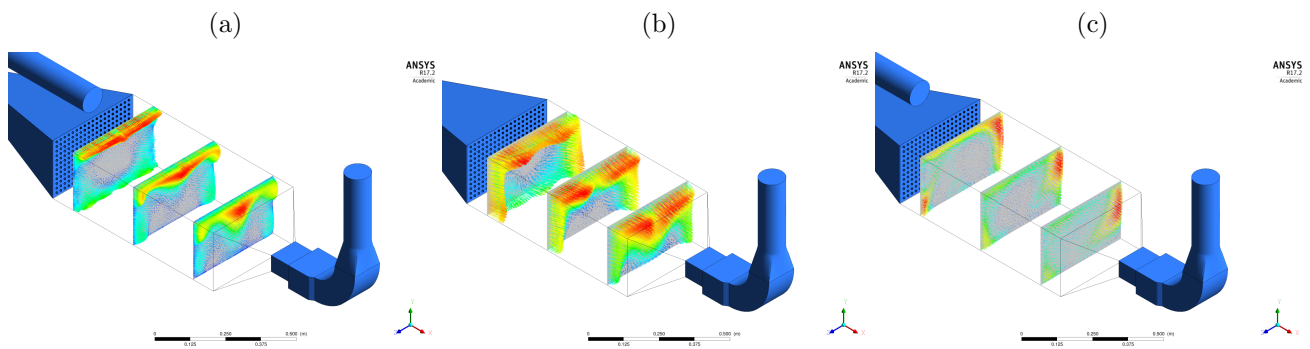 (a)
(b)
(c)
ANSYS
R17.2
Academic
ANSYS
R17.2
Academic
ANSYS
R17.2
Academic
Y
X
Z
0 0.250 0.500 (m)
0.125 0.375
Y
X
Z
0 0.250 0.500 (m)
0.125 0.375
Y
X
Z
0 0.250 0.500 (m)
0.125 0.375